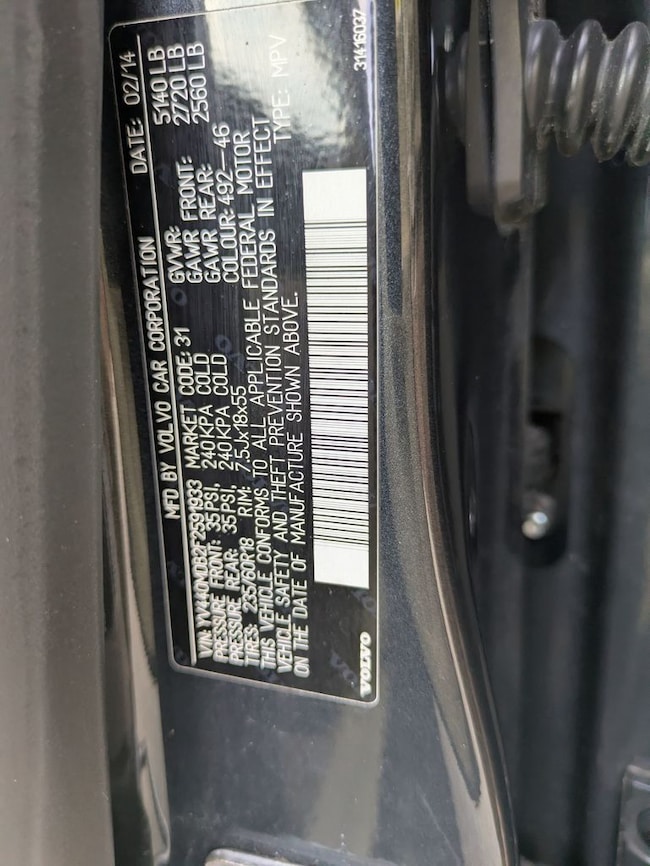 MFD BY VOLVO CAR CORPORATION DATE: 02/14
VIN: YV440MDB2F2591933 GVWR: 5140 LB
MARKET CODE: 31 GAWR FRONT: 2720 LB
PRESSURE FRONT: 35 PSI, 240 KPA COLD GAWR REAR: 2560 LB
PRESSURE REAR: 35 PSI, 240 KPA COLD COLOUR: 492-46
TIRES: 235/60R18 RIM: 7.5Jx18x55
THIS VEHICLE CONFORMS TO ALL APPLICABLE FEDERAL MOTOR
VEHICLE SAFETY AND THEFT PREVENTION STANDARDS IN EFFECT
ON THE DATE OF MANUFACTURE SHOWN ABOVE. TYPE: MPV
VOLVO
31416037